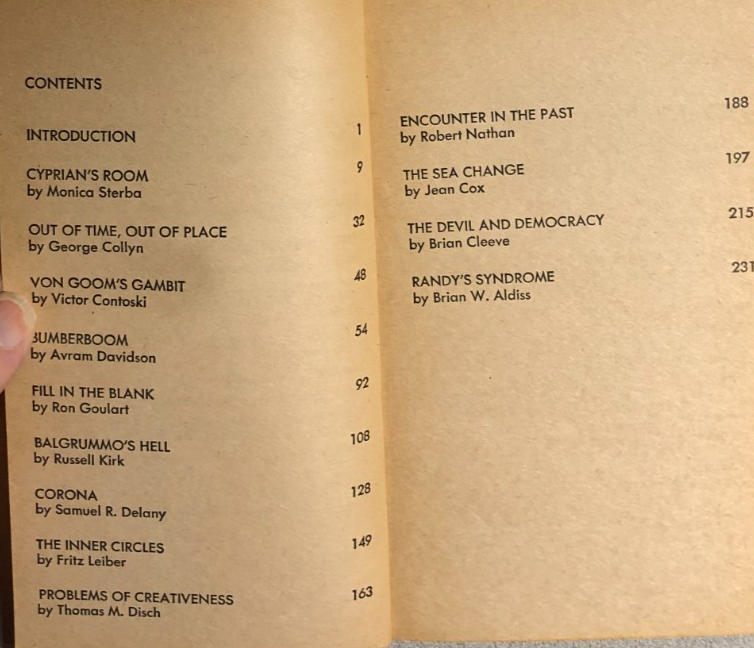 CONTENTS
INTRODUCTION 1
CYPRIAN'S ROOM 9
by Monica Sterba
OUT OF TIME, OUT OF PLACE 32
by George Collyn
VON GOOM'S GAMBIT 48
by Victor Contoski
BUMBERBOOM 54
by Avram Davidson
FILL IN THE BLANK 92
by Ron Goulart
BALGRUMMO'S HELL 108
by Russell Kirk
CORONA 128
by Samuel R. Delany
THE INNER CIRCLES 149
by Fritz Leiber
PROBLEMS OF CREATIVENESS 163
by Thomas M. Disch
ENCOUNTER IN THE PAST 188
by Robert Nathan
THE SEA CHANGE 197
by Jean Cox
THE DEVIL AND DEMOCRACY 215
by Brian Cleeve
RANDY'S SYNDROME 231
by Brian W. Aldiss